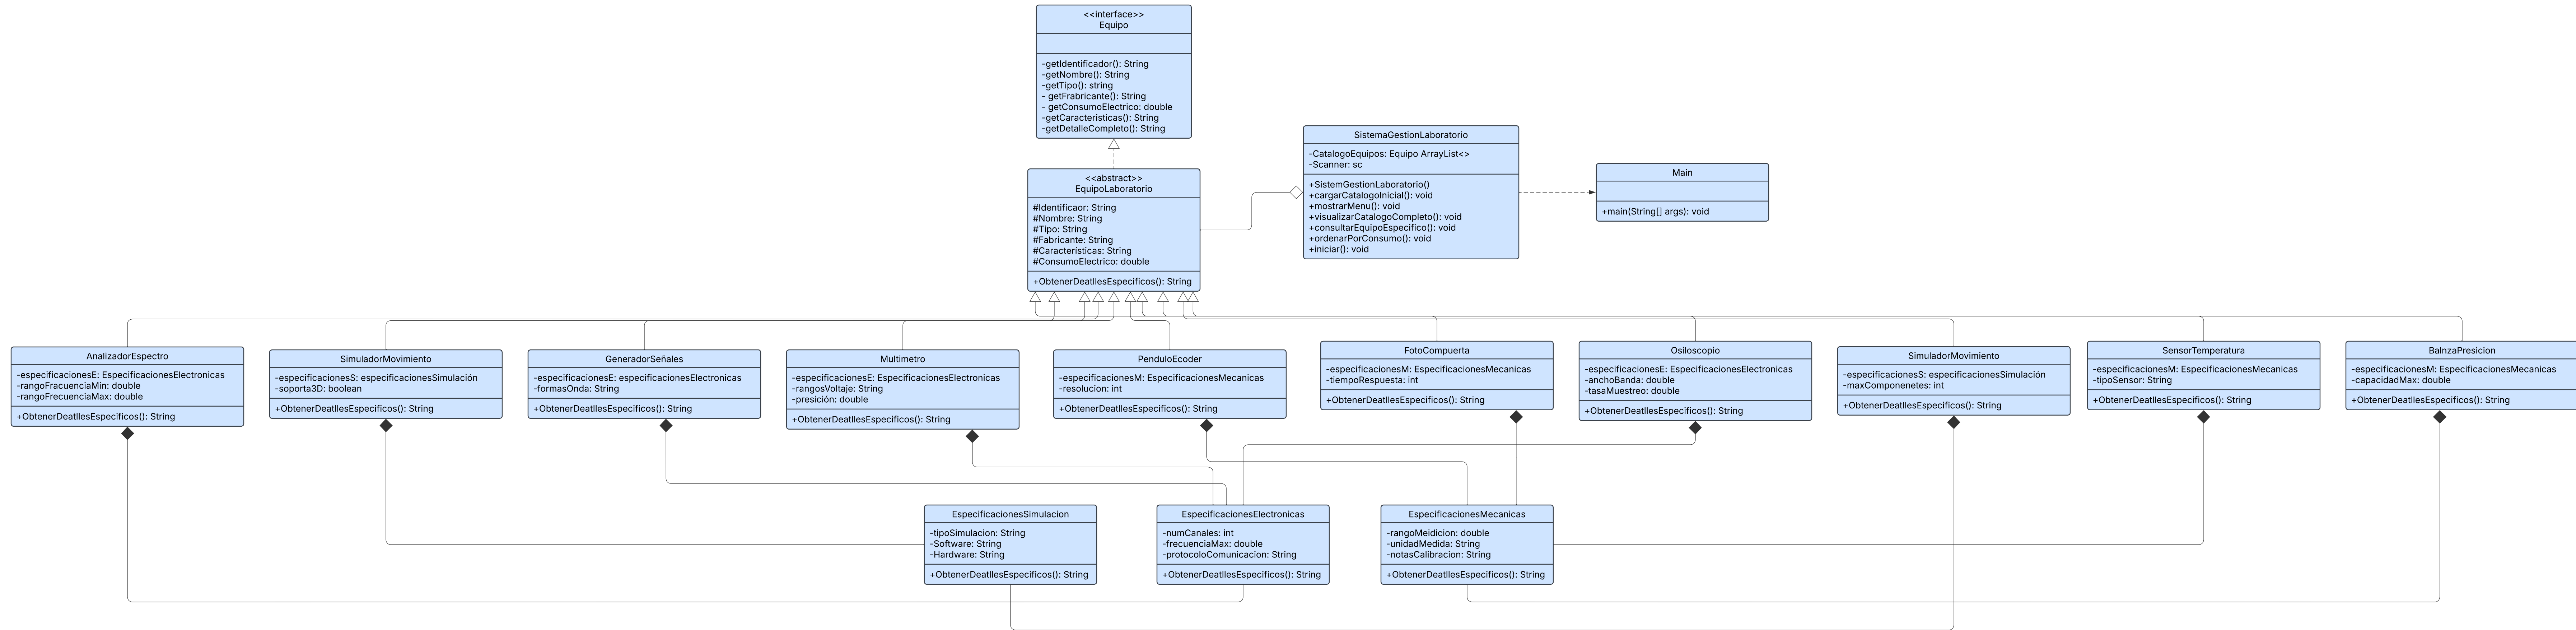 <<interface>>
Equipo
-getIdentificador(): String
-getNombre(): String
-getTipo(): string
- getFrabricante(): String
- getConsumoElectrico: double
-getCaracteristicas(): String
-getDetalleCompleto(): String
<<abstract>>
EquipoLaboratorio
#Identificaor: String
#Nombre: String
#Tipo: String
#Fabricante: String
#Características: String
#ConsumoElectrico: double
+ObtenerDeatllesEspecificos(): String
SistemaGestionLaboratorio
-CatalogoEquipos: Equipo ArrayList<>
-Scanner: sc
+SistemGestionLaboratorio()
+cargarCatalogoInicial(): void
+mostrarMenu(): void
+visualizarCatalogoCompleto(): void
+consultarEquipoEspecifico(): void
+ordenarPorConsumo(): void
+iniciar(): void
Main
+main(String[] args): void
AnalizadorEspectro
-especificacionesE: EspecificacionesElectronicas
-rangoFrecuenciaMin: double
-rangoFrecuenciaMax: double
+ObtenerDeatllesEspecificos(): String
SimuladorMovimiento
-especificacionesS: especificacionesSimulación
-soporta3D: boolean
+ObtenerDeatllesEspecificos(): String
GeneradorSeñales
-especificacionesE: especificacionesElectronicas
-formasOnda: String
+ObtenerDeatllesEspecificos(): String
Multimetro
-especificacionesE: EspecificacionesElectronicas
-rangosVoltaje: String
-presición: double
+ObtenerDeatllesEspecificos(): String
PenduloEcoder
-especificacionesM: EspecificacionesMecanicas
-resolucion: int
+ObtenerDeatllesEspecificos(): String
FotoCompuerta
-especificacionesM: EspecificacionesMecanicas
-tiempoRespuesta: int
+ObtenerDeatllesEspecificos(): String
Osiloscopio
-especificacionesE: EspecificacionesElectronicas
-anchoBanda: double
-tasaMuestreo: double
+ObtenerDeatllesEspecificos(): String
SimuladorMovimiento
-especificacionesS: especificacionesSimulación
-maxComponenetes: int
+ObtenerDeatllesEspecificos(): String
SensorTemperatura
-especificacionesM: EspecificacionesMecanicas
-tipoSensor: String
+ObtenerDeatllesEspecificos(): String
BalnzaPresicion
-especificacionesM: EspecificacionesMecanicas
-capacidadMax: double
+ObtenerDeatllesEspecificos(): String
EspecificacionesSimulacion
-tipoSimulacion: String
-Software: String
-Hardware: String
+ObtenerDeatllesEspecificos(): String
EspecificacionesElectronicas
-numCanales: int
-frecuenciaMax: double
-protocoloComunicacion: String
+ObtenerDeatllesEspecificos(): String
EspecificacionesMecanicas
-rangoMeidicion: double
-unidadMedida: String
-notasCalibracion: String
+ObtenerDeatllesEspecificos(): String